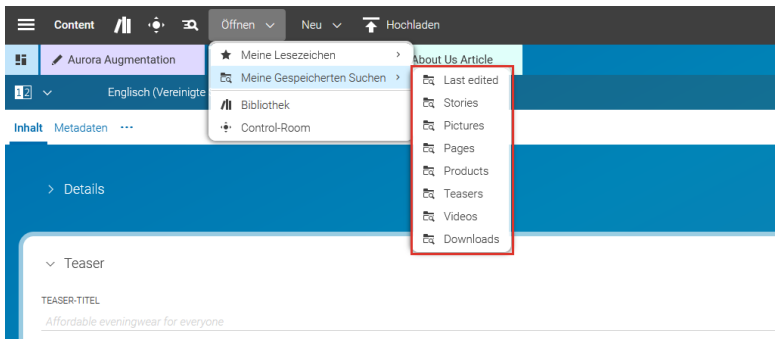 Content Öffnen Neu Hochladen
Aurora Augmentation About Us Article
Meine Lesezeichen
Meine Gespeicherten Suchen
Bibliothek
Control-Room
Last edited
Stories
Pictures
Pages
Products
Teasers
Videos
Downloads
12 Englisch (Vereinigte
Inhalt Metadaten ...
Details
Teaser
TEASER-TITEL
Affordable eveningwear for everyone